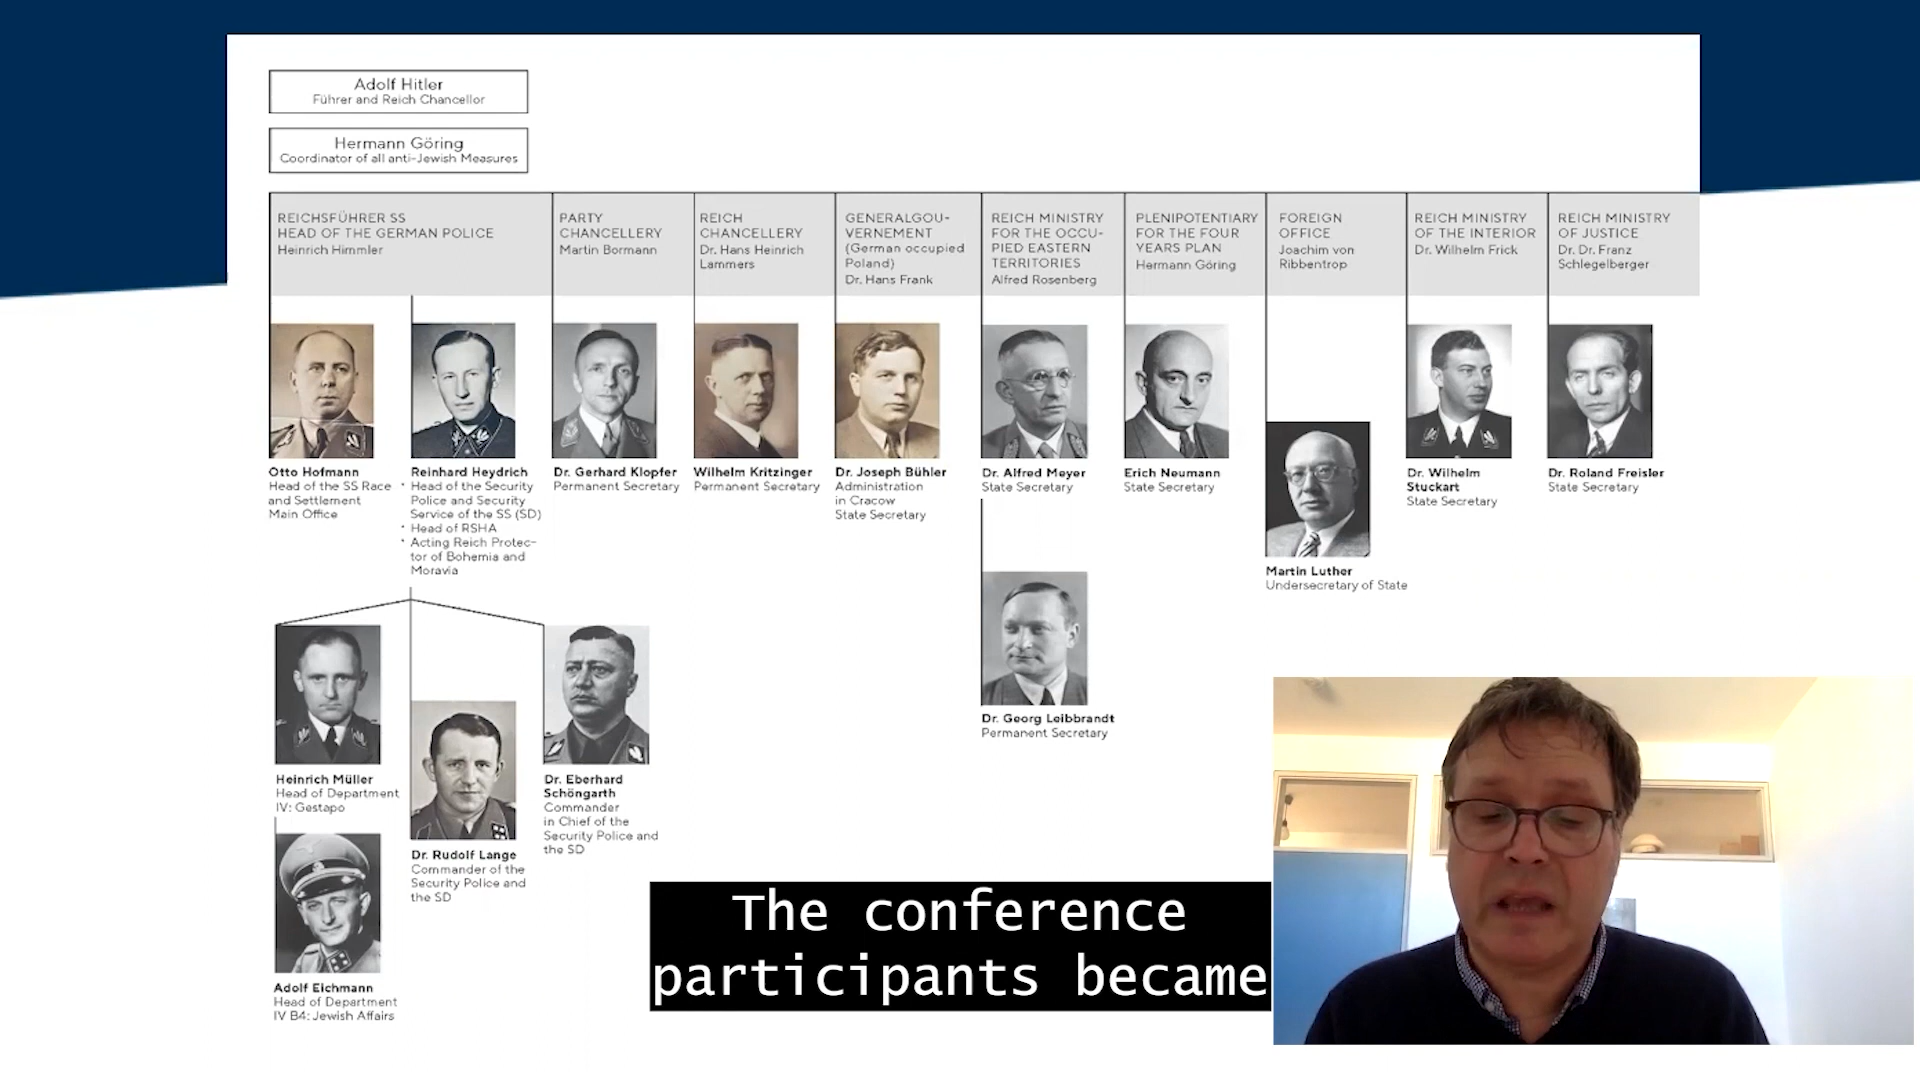 Adolf Hitler
Führer and Reich Chancellor
Hermann Göring
Coordinator of all anti-Jewish Measures
REICHSFÜHRER SS
HEAD OF THE GERMAN POLICE
Heinrich Himmler
PARTY
CHANCELLERY
Martin Bormann
REICH
CHANCELLERY
Dr. Hans Heinrich
Lammers
GENERALGOU-
VERNEMENT
(German occupied
Poland)
Dr. Hans Frank
REICH MINISTRY
FOR THE OCCU-
PIED EASTERN
TERRITORIES
Alfred Rosenberg
PLENIPOTENTIARY
FOR THE FOUR
YEARS PLAN
Hermann Göring
FOREIGN
OFFICE
Joachim von
Ribbentrop
REICH MINISTRY
OF THE INTERIOR
Dr. Wilhelm Frick
REICH MINISTRY
OF JUSTICE
Dr. Dr. Franz
Schlegelberger
Otto Hofmann
Head of the SS Race
and Settlement
Main Office
Reinhard Heydrich
• Head of the Security
Police and Security
Service of the SS (SD)
• Head of RSHA
• Acting Reich Protec-
tor of Bohemia and
Moravia
Dr. Gerhard Klopfer
Permanent Secretary
Wilhelm Kritzinger
Permanent Secretary
Dr. Joseph Bühler
Administration
in Cracow
State Secretary
Dr. Alfred Meyer
State Secretary
Erich Neumann
State Secretary
Martin Luther
Undersecretary of State
Dr. Wilhelm
Stuckart
State Secretary
Dr. Roland Freisler
State Secretary
Dr. Georg Leibbrandt
Permanent Secretary
Heinrich Müller
Head of Department
IV: Gestapo
Dr. Rudolf Lange
Commander of the
Security Police and
the SD
Dr. Eberhard
Schöngarth
Commander
in Chief of the
Security Police and
the SD
Adolf Eichmann
Head of Department
IV B4: Jewish Affairs
The conference
participants became